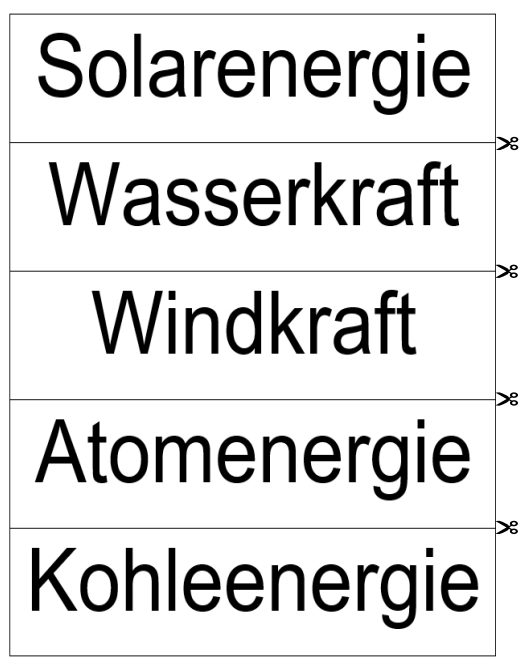 Solarenergie
Wasserkraft
Windkraft
Atomenergie
Kohleenergie